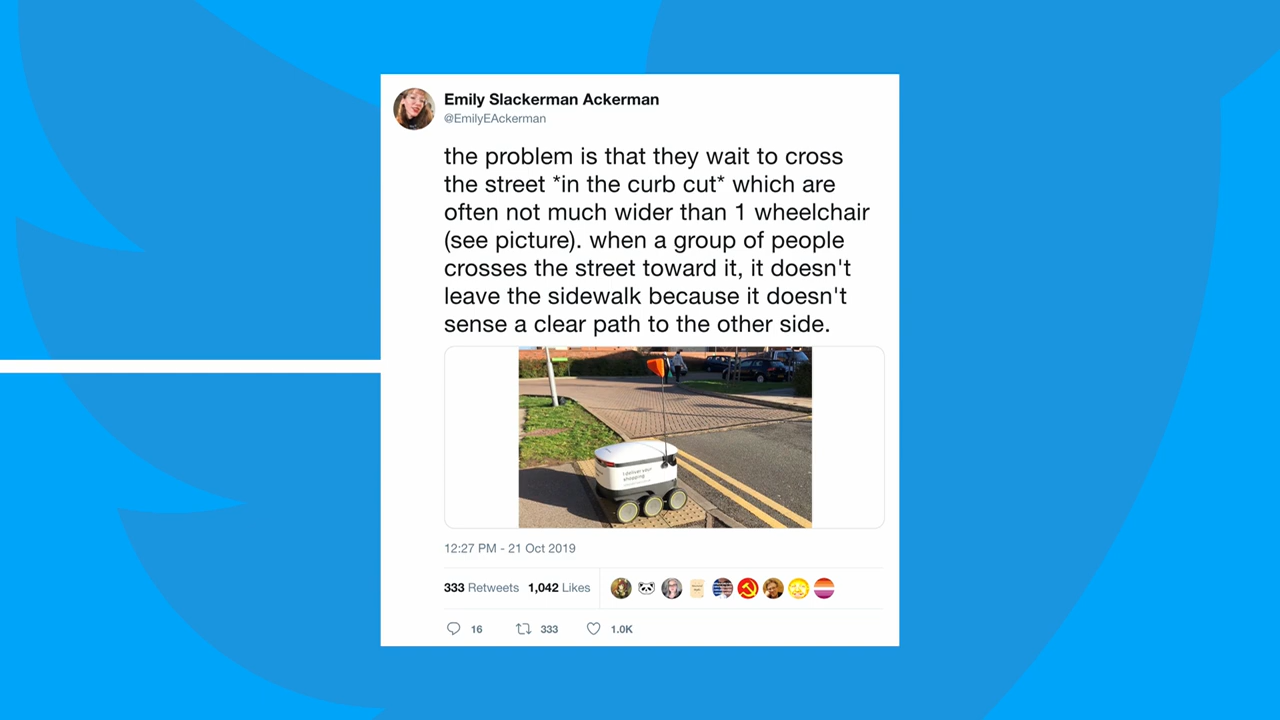 Emily Slackerman Ackerman
@EmilyEAckerman
the problem is that they wait to cross
the street *in the curb cut* which are
often not much wider than 1 wheelchair
(see picture). when a group of people
crosses the street toward it, it doesn't
leave the sidewalk because it doesn't
sense a clear path to the other side.
I deliver your
shopping
12:27 PM - 21 Oct 2019
333 Retweets 1,042 Likes
16 333 1.0K